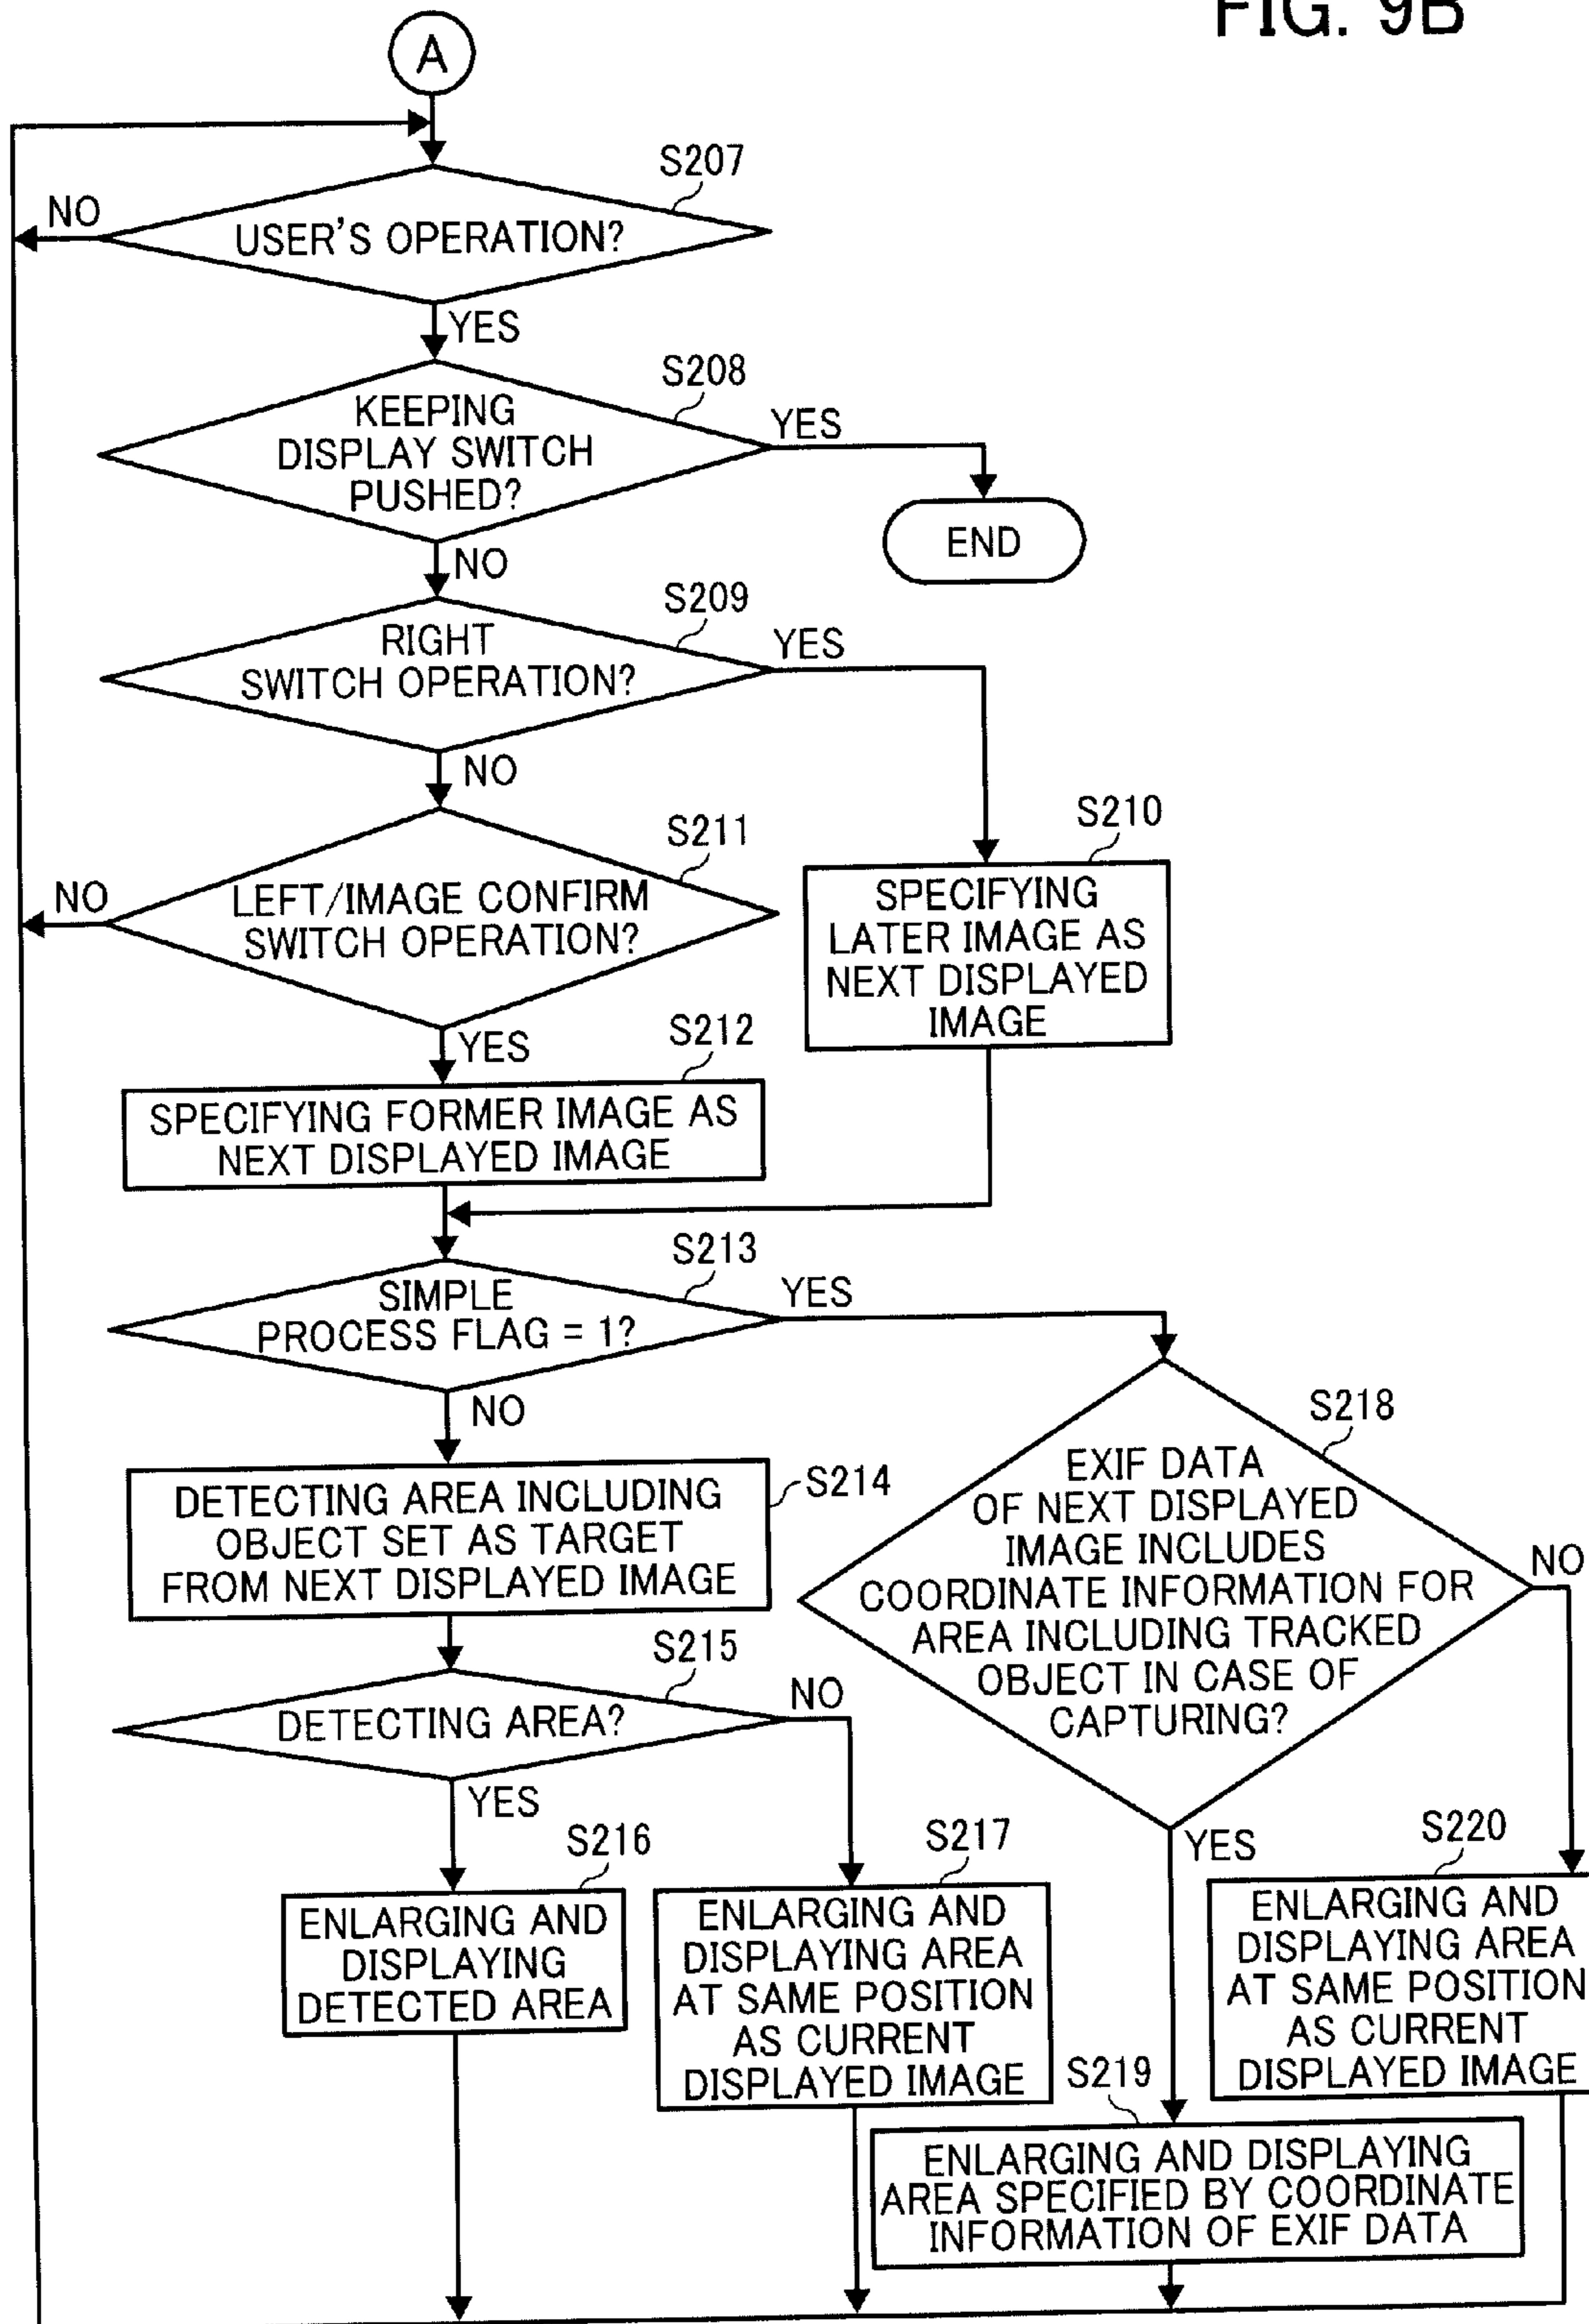 FIG. 9B
A
S207
NO
USER'S OPERATION?
YES
S208
KEEPING
DISPLAY SWITCH
PUSHED?
YES
END
NO
S209
RIGHT
SWITCH OPERATION?
YES
NO
S210
SPECIFYING
LATER IMAGE AS
NEXT DISPLAYED
IMAGE
S211
NO
LEFT/IMAGE CONFIRM
SWITCH OPERATION?
YES
S212
SPECIFYING FORMER IMAGE AS
NEXT DISPLAYED IMAGE
S213
SIMPLE
PROCESS FLAG = 1?
YES
NO
S214
DETECTING AREA INCLUDING
OBJECT SET AS TARGET
FROM NEXT DISPLAYED IMAGE
S218
EXIF DATA
OF NEXT DISPLAYED
IMAGE INCLUDES
COORDINATE INFORMATION FOR
AREA INCLUDING TRACKED
OBJECT IN CASE OF
CAPTURING?
NO
YES
S215
DETECTING AREA?
NO
YES
S216
ENLARGING AND
DISPLAYING
DETECTED AREA
S217
ENLARGING AND
DISPLAYING AREA
AT SAME POSITION
AS CURRENT
DISPLAYED IMAGE
S220
ENLARGING AND
DISPLAYING AREA
AT SAME POSITION
AS CURRENT
DISPLAYED IMAGE
S219
ENLARGING AND DISPLAYING
AREA SPECIFIED BY COORDINATE
INFORMATION OF EXIF DATA